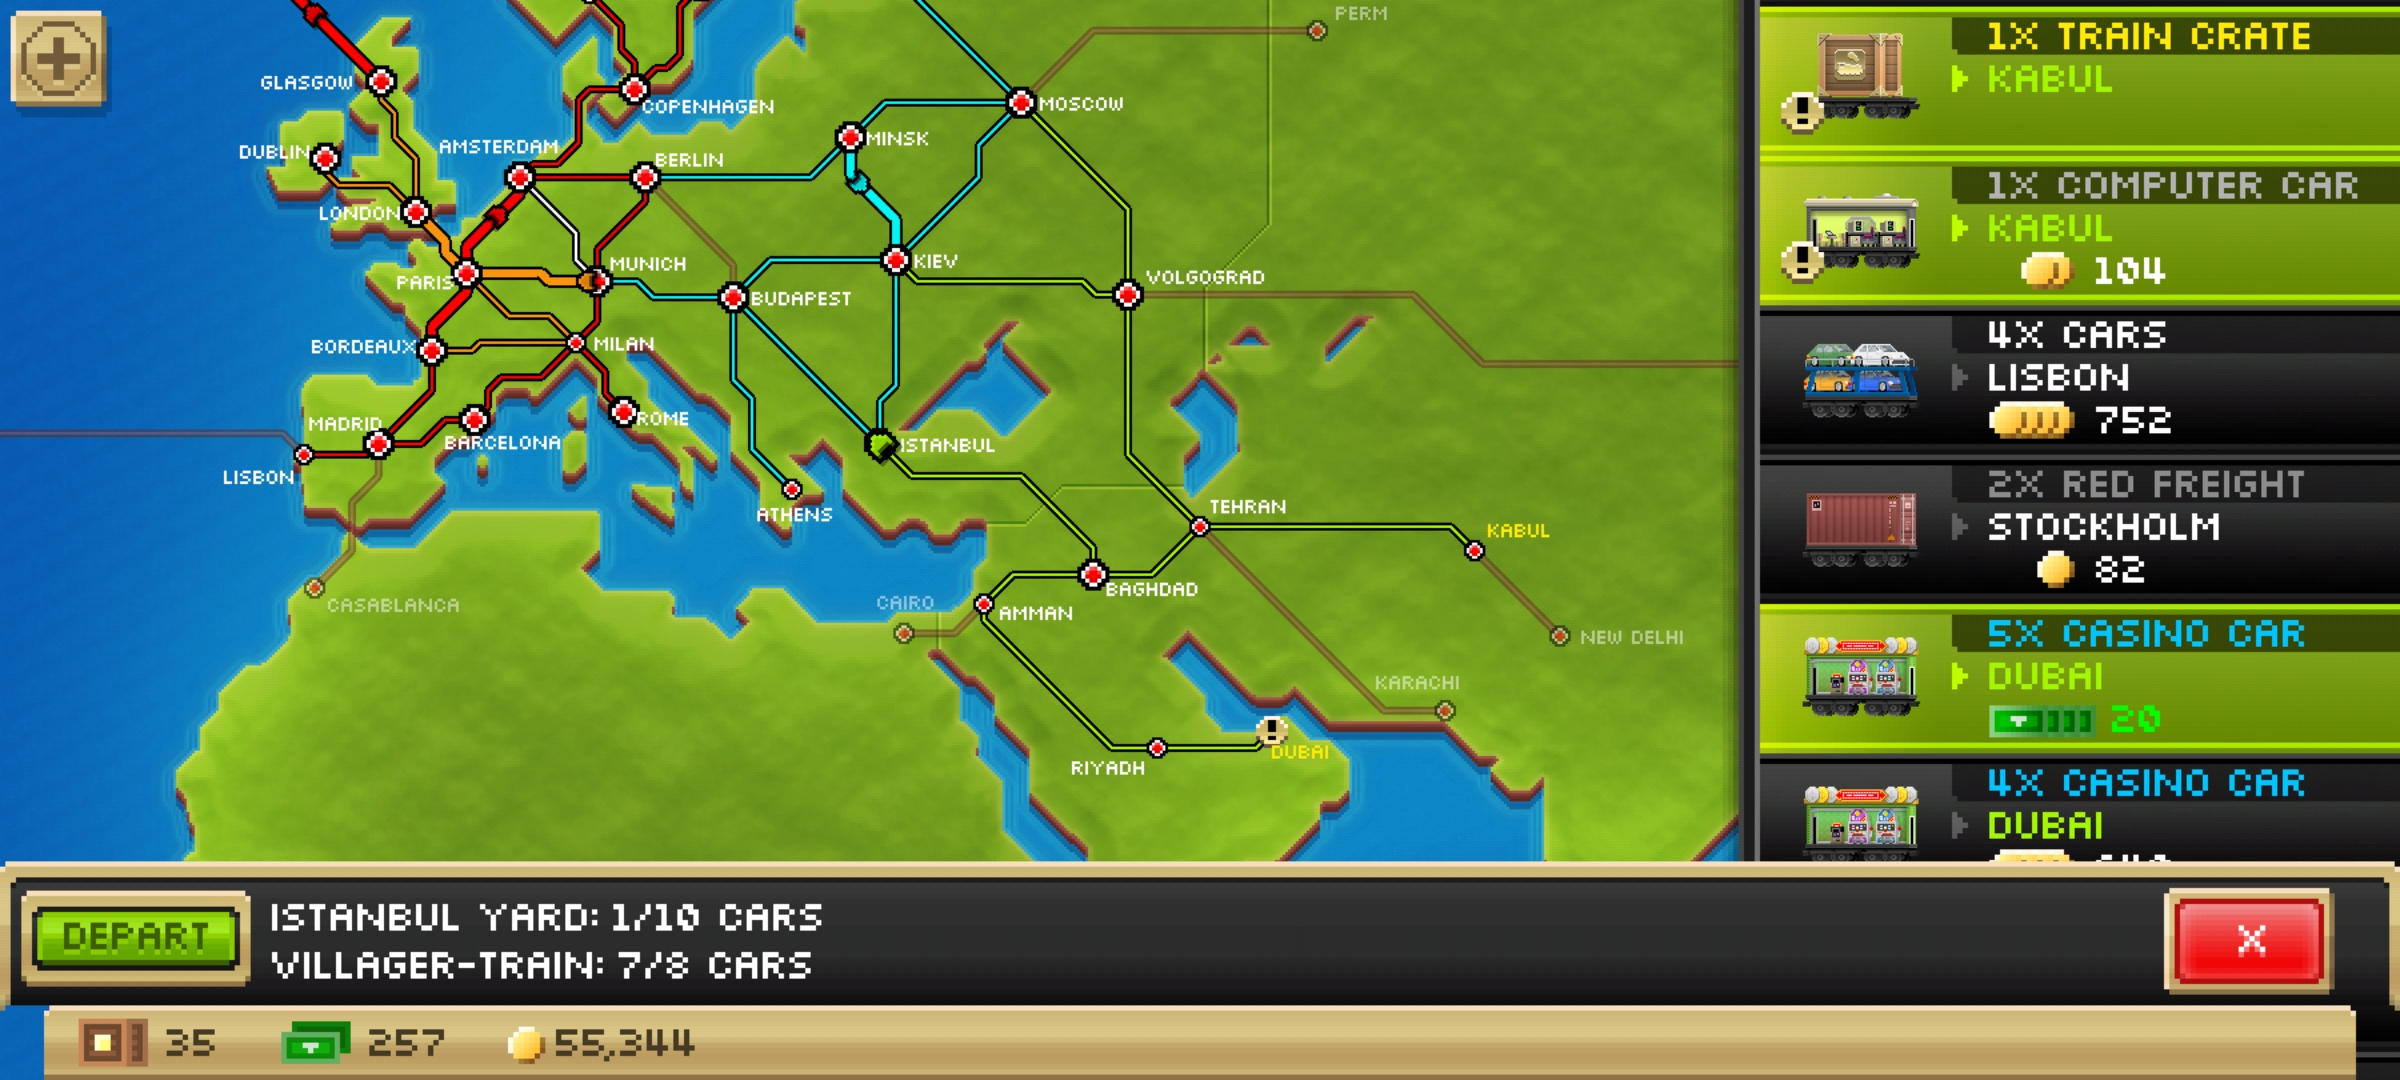 PERM
GLASGOW
COPENHAGEN
MOSCOW
MINSK
DUBLIN
AMSTERDAM
BERLIN
LONDON
PARIS
MUNICH
KIEV
BUDAPEST
VOLGOGRAD
BORDEAUX
MILAN
MADRID
BARCELONA
ROME
ISTANBUL
LISBON
ATHENS
TEHRAN
KABUL
CASABLANCA
CAIRO
AMMAN
BAGHDAD
NEW DELHI
KARACHI
RIYADH
DUBAI
1X TRAIN CRATE
KABUL
1X COMPUTER CAR
KABUL
104
4X CARS
LISBON
752
2X RED FREIGHT
STOCKHOLM
82
5X CASINO CAR
DUBAI
20
4X CASINO CAR
DUBAI
DEPART
ISTANBUL YARD: 1/10 CARS
VILLAGER-TRAIN: 7/8 CARS
X
35
257
55,344